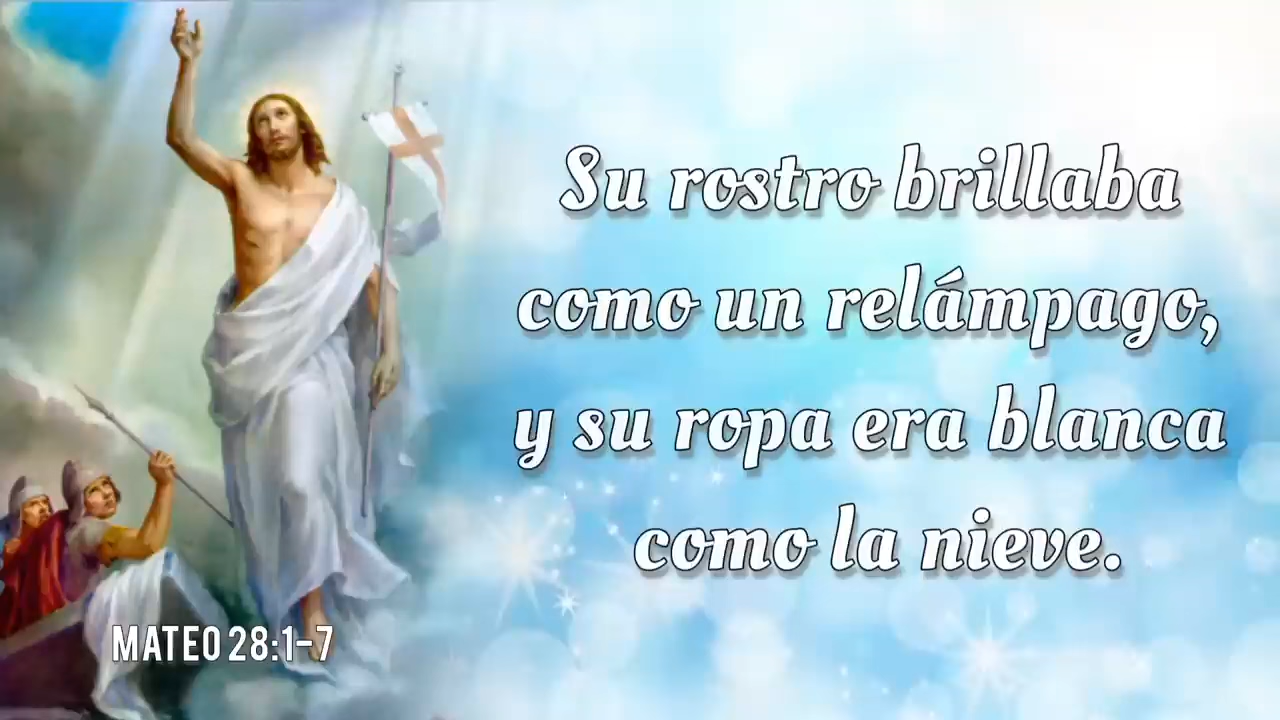 Su rostro brillaba
como un relámpago,
y su ropa era blanca
como la nieve.
MATEO 28:1-7